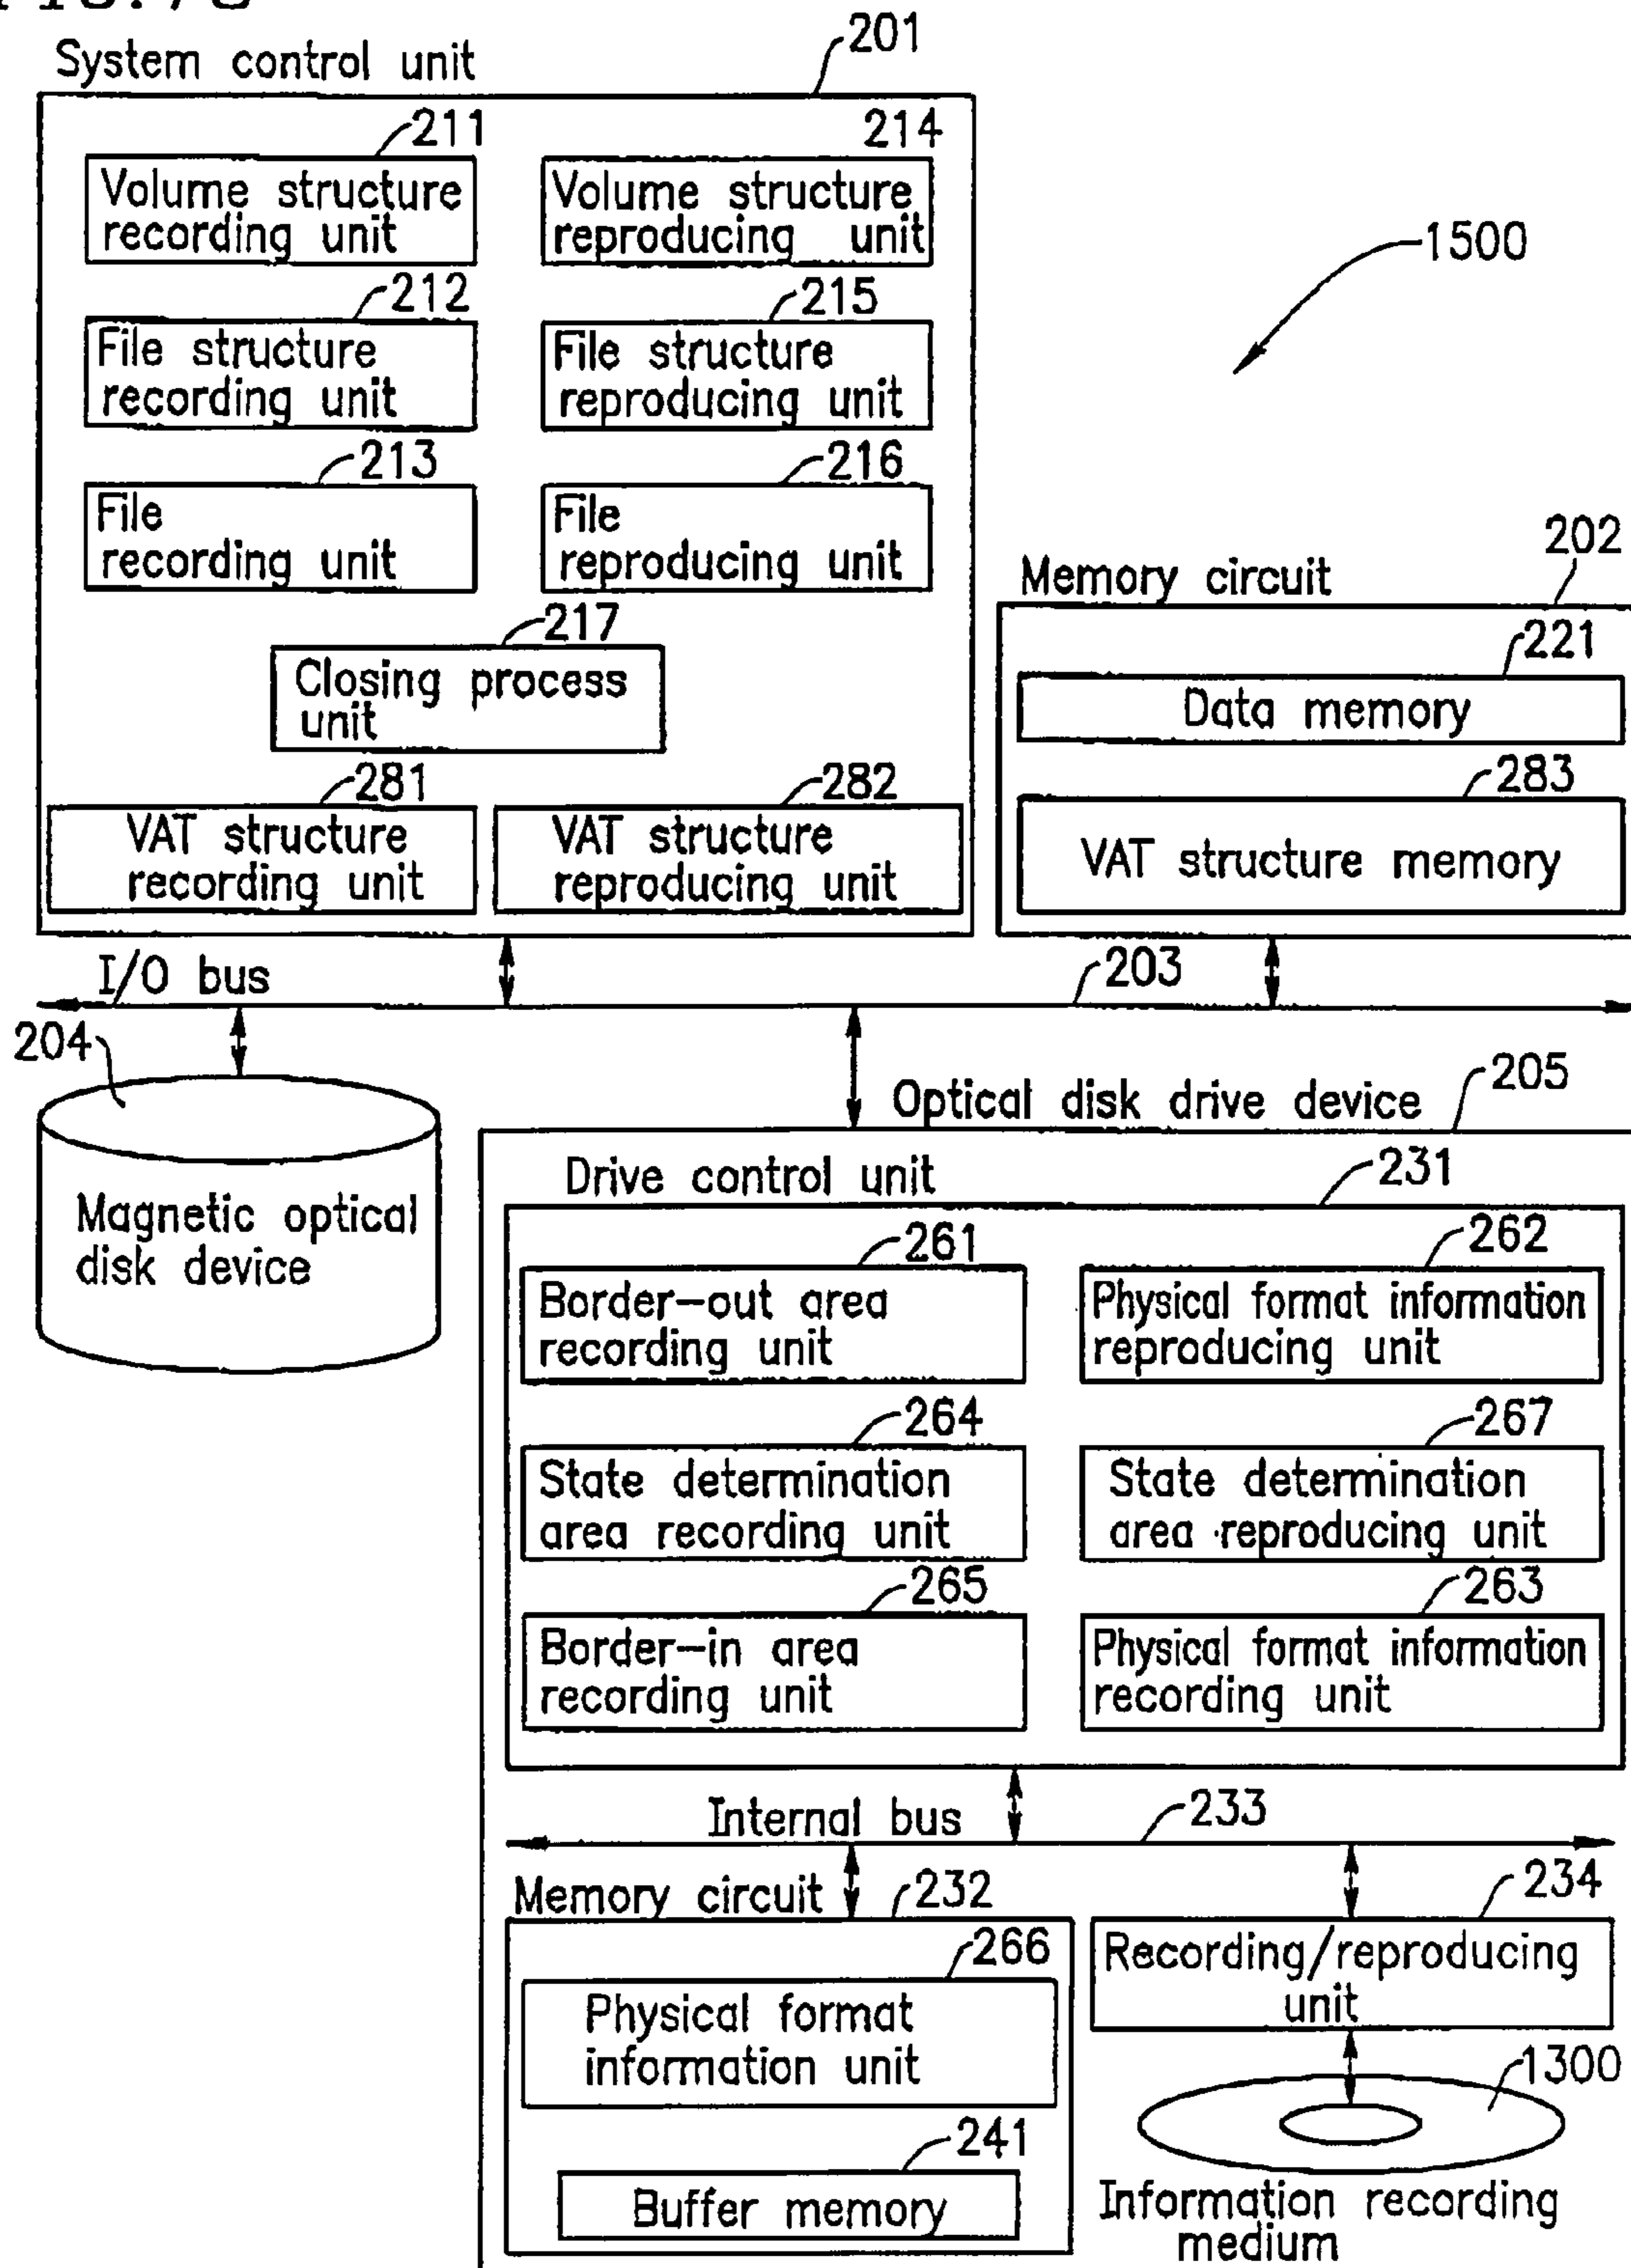 System control unit
201
211
214
Volume structure
recording unit
Volume structure
reproducing unit
1500
212
215
File structure
recording unit
File structure
reproducing unit
213
216
File
recording unit
File
reproducing unit
202
Memory circuit
217
Closing process
unit
221
Data memory
281
282
283
VAT structure
recording unit
VAT structure
reproducing unit
VAT structure memory
I/O bus
203
204
Magnetic optical
disk device
Optical disk drive device
205
Drive control unit
231
261
262
Border-out area
recording unit
Physical format information
reproducing unit
264
267
State determination
area recording unit
State determination
area reproducing unit
265
263
Border-in area
recording unit
Physical format information
recording unit
Internal bus
233
Memory circuit
232
234
266
Recording/reproducing
unit
Physical format
information unit
1300
241
Buffer memory
Information recording
medium